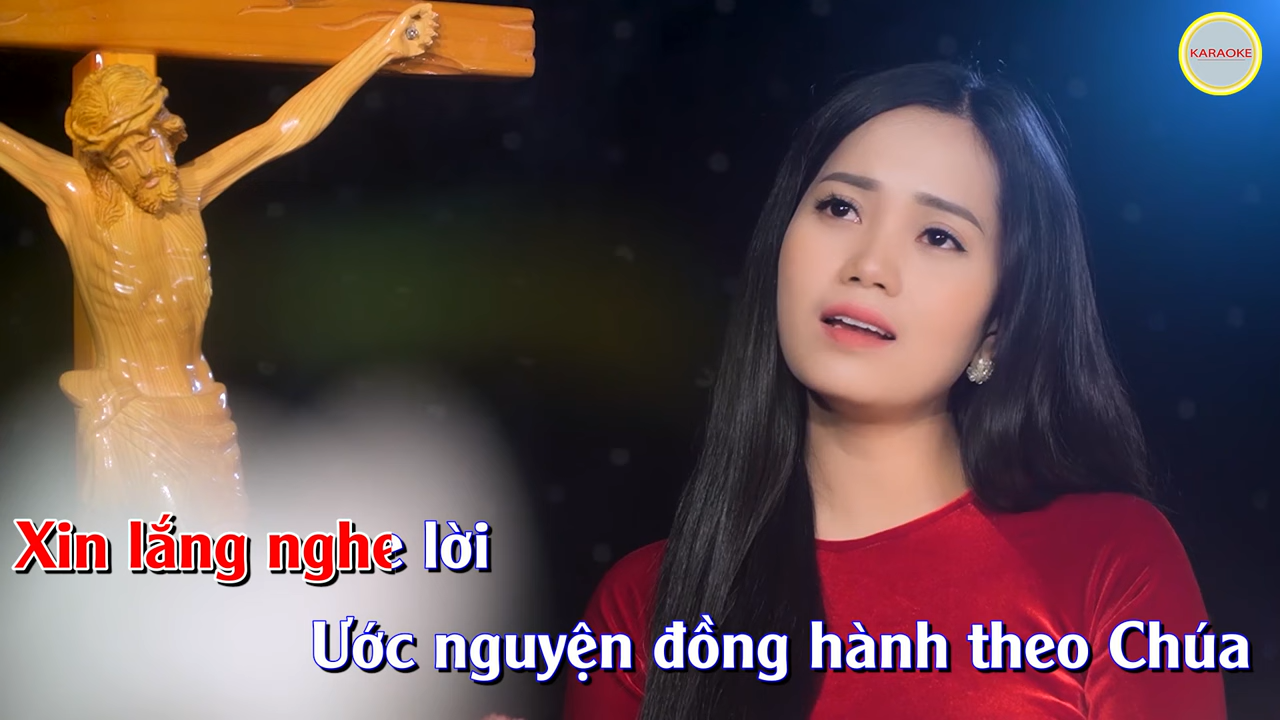 KARAOKE
Xin lắng nghe lời
Ước nguyện đồng hành theo Chúa